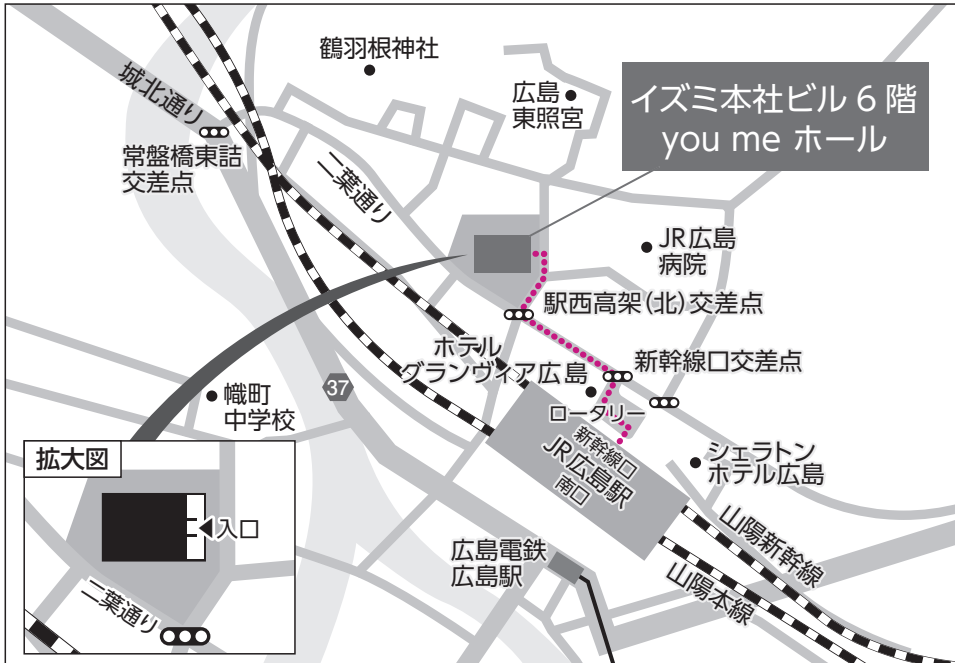 鶴羽根神社
広島
東照宮
イズミ本社ビル 6 階
you me ホール
城北通り
常盤橋東詰
交差点
二葉通り
JR広島
病院
駅西高架(北)交差点
ホテル
グランヴィア広島
新幹線口交差点
37
幟町
中学校
ロータリー
新幹線口
JR広島駅
南口
シェラトン
ホテル広島
拡大図
入口
二葉通り
広島電鉄
広島駅
山陽新幹線
山陽本線